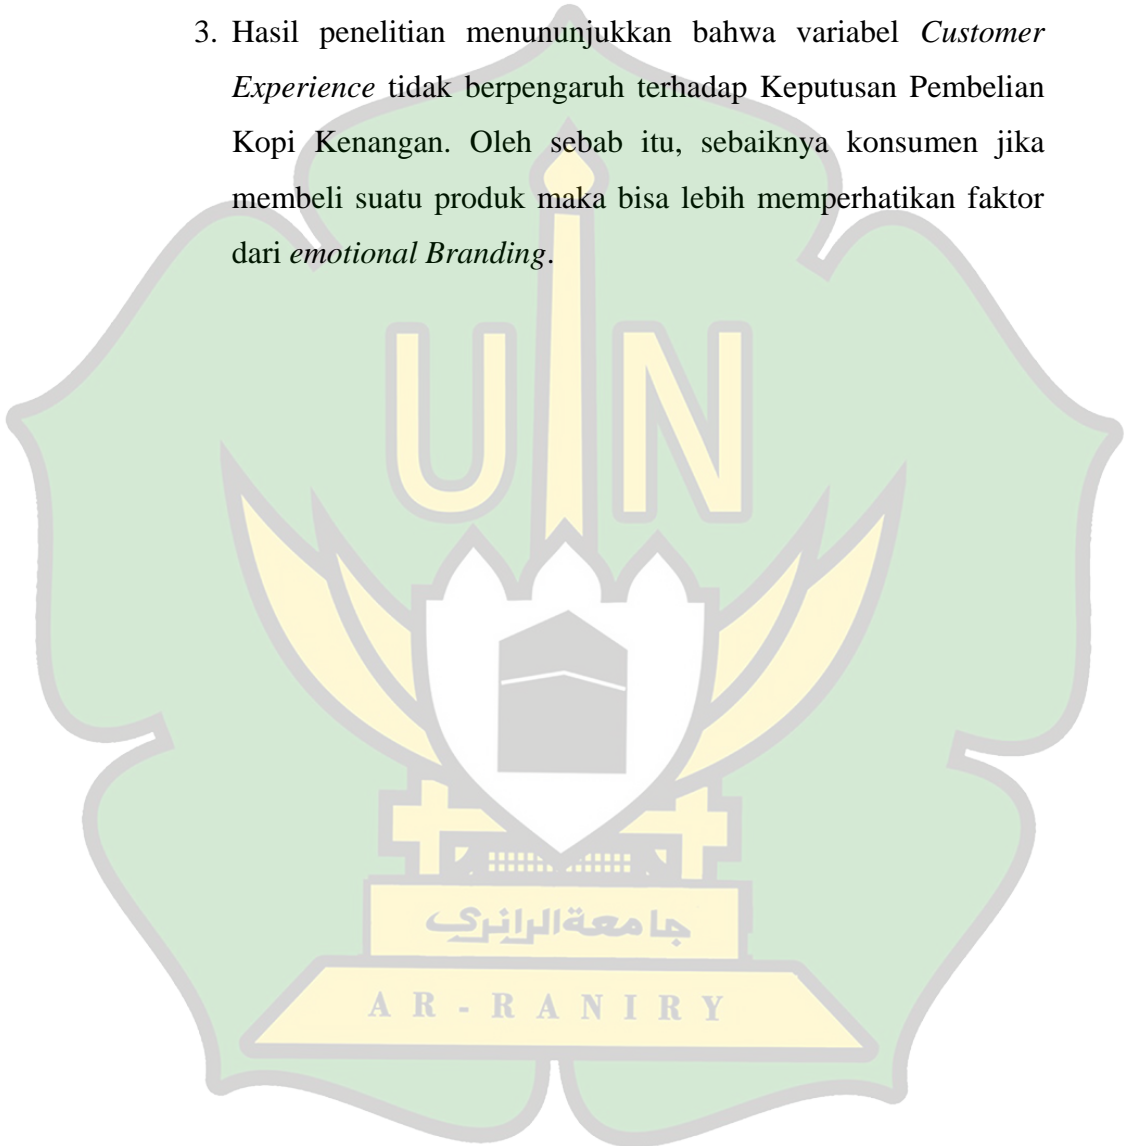 3. Hasil penelitian menununjukkan bahwa variabel Customer
Experience tidak berpengaruh terhadap Keputusan Pembelian
Kopi Kenangan. Oleh sebab itu, sebaiknya konsumen jika
membeli suatu produk maka bisa lebih memperhatikan faktor
dari emotional Branding.
UIN
جامعة الرانري
AR-RANIRY